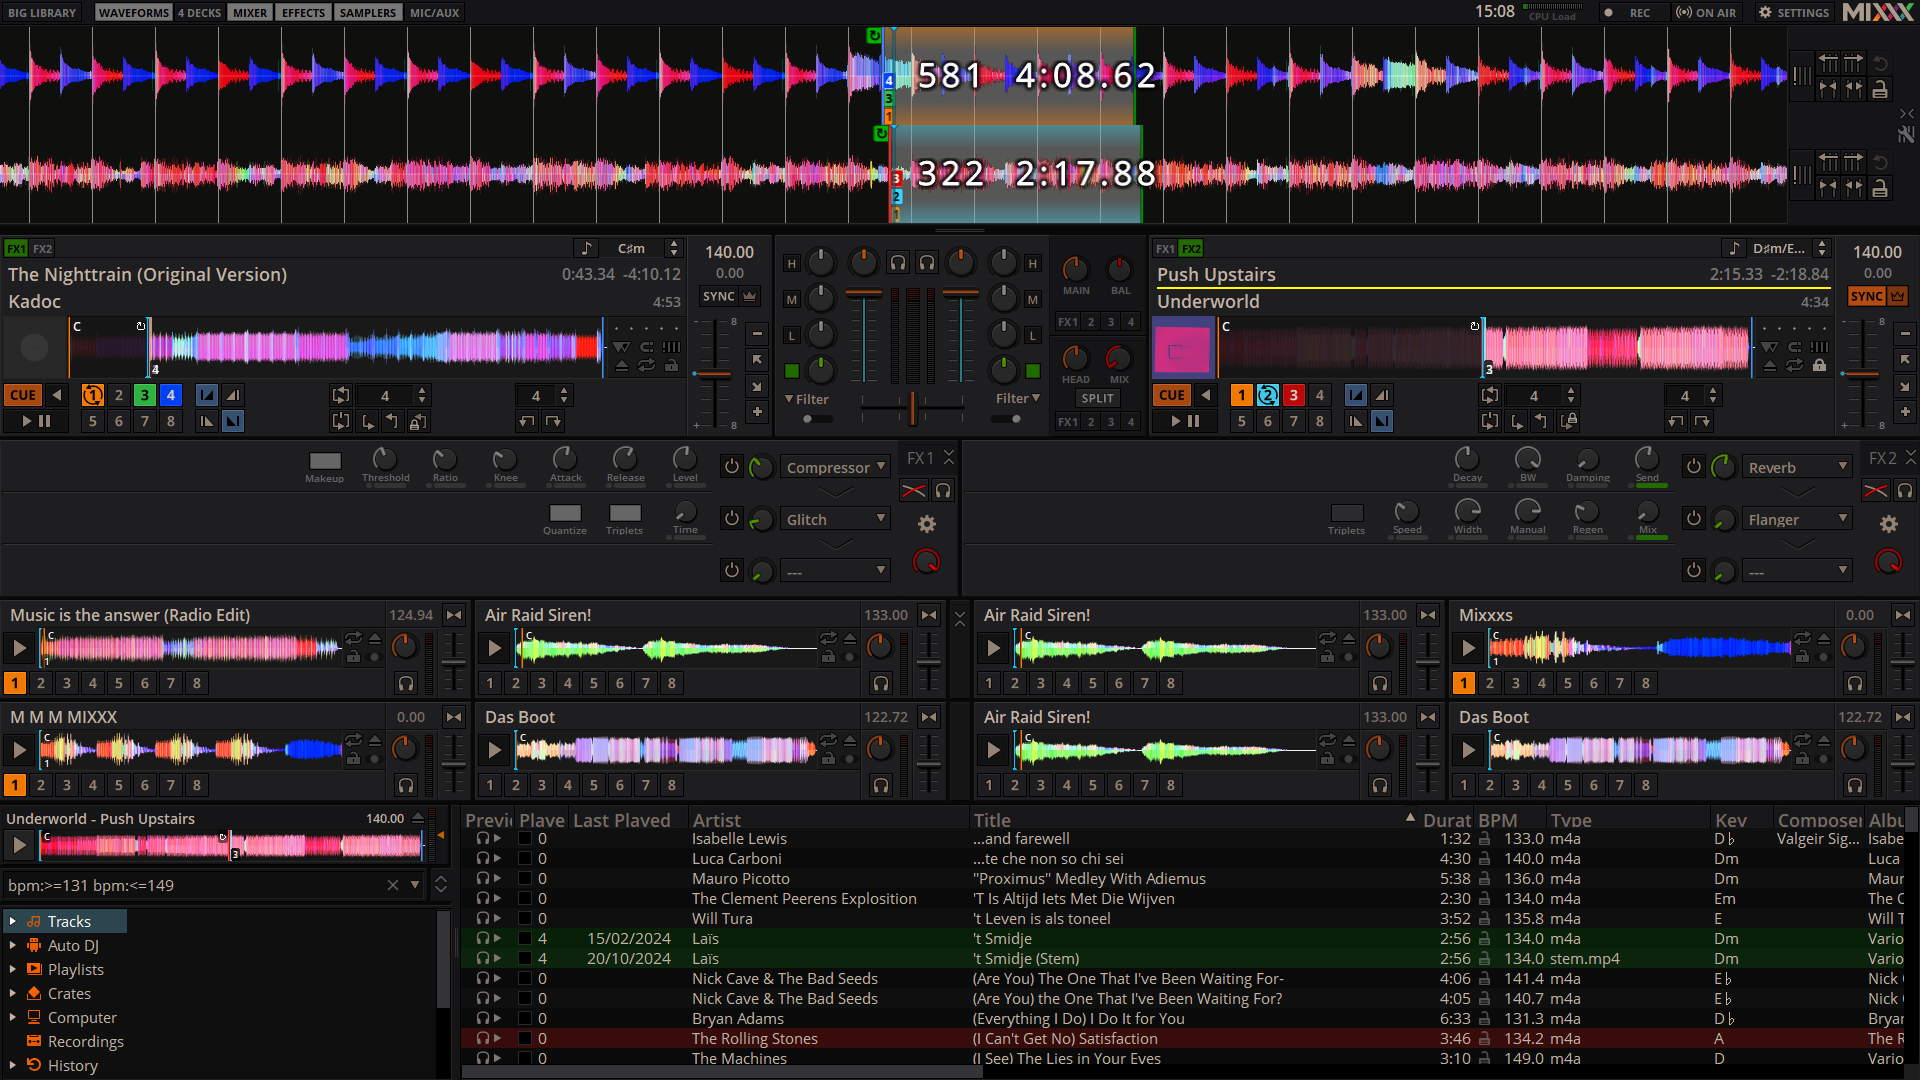 BIG LIBRARY WAVEFORMS 4 DECKS MIXER EFFECTS SAMPLERS MIC/AUX 15:08 CPU Load REC ON AIR SETTINGS MIXXX
4 581 4:08.62
3
1
3 322 2:17.88
2
1
FX1 FX2 C♯m 140.00
The Nighttrain (Original Version) 0:43.34 -4:10.12 0.00
Kadoc 4:53 SYNC
C 4 8
CUE 1 2 3 4 4 4
5 6 7 8 8
H H
M M
L L
Filter Filter
MAIN BAL
FX1 2 3 4
HEAD MIX
SPLIT
FX1 2 3 4
FX1 FX2 D♯m/E... 140.00
Push Upstairs 2:15.33 -2:18.84 0.00
Underworld 4:34 SYNC
C 3 8
CUE 1 2 3 4 4 4
5 6 7 8 8
Makeup Threshold Ratio Knee Attack Release Level Compressor FX1
Quantize Triplets Time Glitch
---
Decay BW Damping Send Reverb FX2
Triplets Speed Width Manual Regen Mix Flanger
---
Music is the answer (Radio Edit) 124.94
C 1
1 2 3 4 5 6 7 8
Air Raid Siren! 133.00
C
1 2 3 4 5 6 7 8
Air Raid Siren! 133.00
C
1 2 3 4 5 6 7 8
Mixxxs 0.00
C 1
1 2 3 4 5 6 7 8
M M M MIXXX 0.00
C 1
1 2 3 4 5 6 7 8
Das Boot 122.72
C
1 2 3 4 5 6 7 8
Air Raid Siren! 133.00
C
1 2 3 4 5 6 7 8
Das Boot 122.72
C
1 2 3 4 5 6 7 8
Underworld - Push Upstairs 140.00
C 3
bpm:>=131 bpm:<=149
Tracks
Auto DJ
Playlists
Crates
Computer
Recordings
History
Previ Played Last Played Artist Title Durat BPM Type Key Composer Albu
0 Isabelle Lewis ...and farewell 1:32 133.0 m4a D♭ Valgeir Sig... Isabe
0 Luca Carboni ...te che non so chi sei 4:30 140.0 m4a Dm Luca
0 Mauro Picotto "Proximus" Medley With Adiemus 5:38 136.0 m4a Dm Maur
0 The Clement Peerens Explosition 'T Is Altijd Iets Met Die Wijven 2:30 134.0 m4a Em The C
0 Will Tura 't Leven is als toneel 3:52 135.8 m4a E Will T
4 15/02/2024 Laïs 't Smidje 2:56 134.0 m4a Dm Vario
4 20/10/2024 Laïs 't Smidje (Stem) 2:56 134.0 stem.mp4 Dm Vario
0 Nick Cave & The Bad Seeds (Are You) The One That I've Been Waiting For- 4:06 141.4 m4a E♭ Nick
0 Nick Cave & The Bad Seeds (Are You) the One That I've Been Waiting For? 4:05 140.7 m4a E♭ Nick
0 Bryan Adams (Everything I Do) I Do It for You 6:33 131.3 m4a D♭ Bryar
0 The Rolling Stones (I Can't Get No) Satisfaction 3:46 134.2 m4a A The R
0 The Machines (I See) The Lies in Your Eyes 3:10 149.0 m4a D Vario